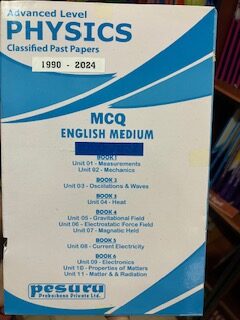 Advanced Level
PHYSICS
Classified Past Papers
1990 - 2024
MCQ
ENGLISH MEDIUM
BOOK 1
Unit 01 - Measurements
Unit 02 - Mechanics
BOOK 2
Unit 03 - Oscillations & Waves
BOOK 3
Unit 04 - Heat
BOOK 4
Unit 05 - Gravitational Field
Unit 06 - Electrostatic Force Field
Unit 07 - Magnetic Field
BOOK 5
Unit 08 - Current Electricity
BOOK 6
Unit 09 - Electronics
Unit 10 - Properties of Matters
Unit 11 - Matter & Radiation
pesuru
Prakashana Private Ltd.